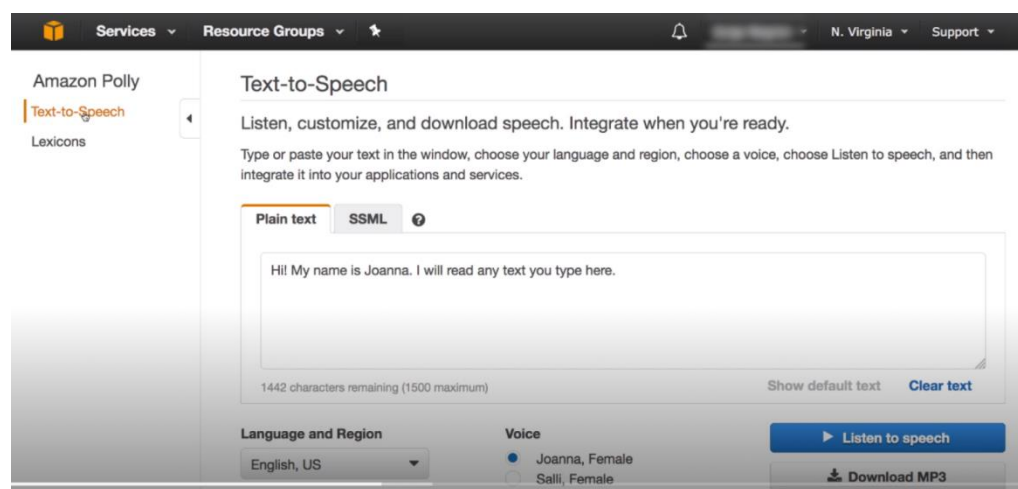 Services Resource Groups N. Virginia Support
Amazon Polly
Text-to-Speech
Lexicons
Text-to-Speech
Listen, customize, and download speech. Integrate when you're ready.
Type or paste your text in the window, choose your language and region, choose a voice, choose Listen to speech, and then
integrate it into your applications and services.
Plain text SSML
Hi! My name is Joanna. I will read any text you type here.
1442 characters remaining (1500 maximum) Show default text Clear text
Language and Region
English, US
Voice
Joanna, Female
Salli, Female
Listen to speech
Download MP3